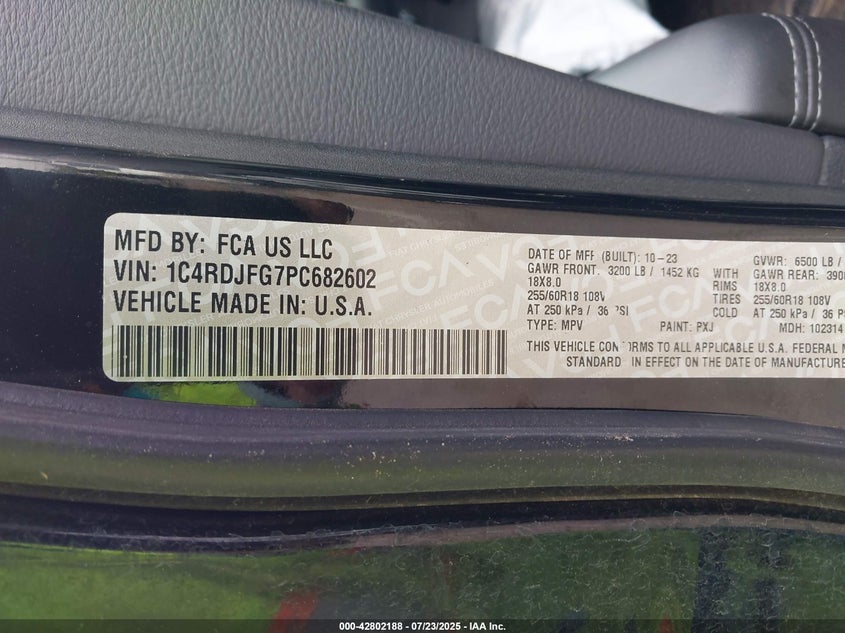 MFD BY: FCA US LLC
VIN: 1C4RDJFG7PC682602
VEHICLE MADE IN: U.S.A.
DATE OF MFR (BUILT): 10-23
GAWR FRONT: 3200 LB / 1452 KG
18X8.0
255/60R18 108V
AT 250 kPa / 36 PSI
TYPE: MPV PAINT: PXJ
GVWR: 6500 LB /
GAWR REAR: 390
RIMS 18X8.0
TIRES 255/60R18 108V
COLD AT 250 kPa / 36 PS
MDH: 102314
THIS VEHICLE CONFORMS TO ALL APPLICABLE U.S.A. FEDERAL M
STANDARD IN EFFECT ON THE DATE OF MANUFACTURE
000-42802188 - 07/23/2025 - IAA Inc.